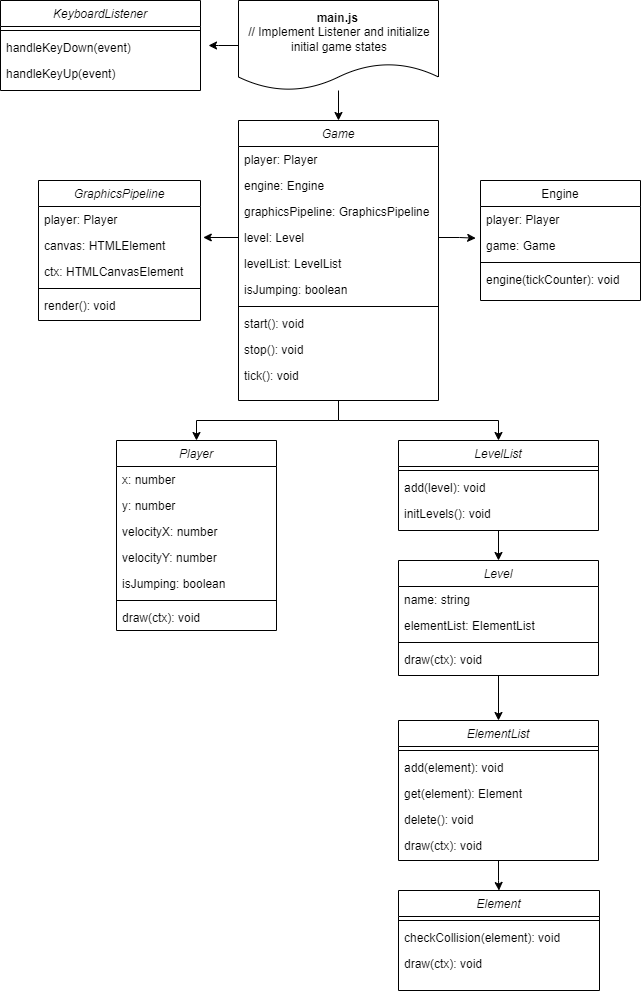 KeyboardListener
handleKeyDown(event)
handleKeyUp(event)
main.js
// Implement Listener and initialize
initial game states
Game
player: Player
engine: Engine
graphicsPipeline: GraphicsPipeline
level: Level
levelList: LevelList
isJumping: boolean
start(): void
stop(): void
tick(): void
GraphicsPipeline
player: Player
canvas: HTMLElement
ctx: HTMLCanvasElement
render(): void
Engine
player: Player
game: Game
engine(tickCounter): void
Player
x: number
y: number
velocityX: number
velocityY: number
isJumping: boolean
draw(ctx): void
LevelList
add(level): void
initLevels(): void
Level
name: string
elementList: ElementList
draw(ctx): void
ElementList
add(element): void
get(element): Element
delete(): void
draw(ctx): void
Element
checkCollision(element): void
draw(ctx): void